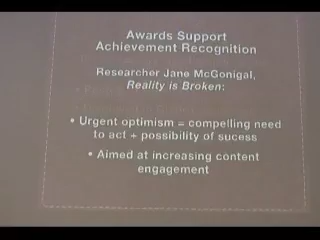 Awards Support
Achievement Recognition
Researcher Jane McGonigal,
Reality is Broken:
• Urgent optimism = compelling need
to act + possibility of sucess
• Aimed at increasing content
engagement